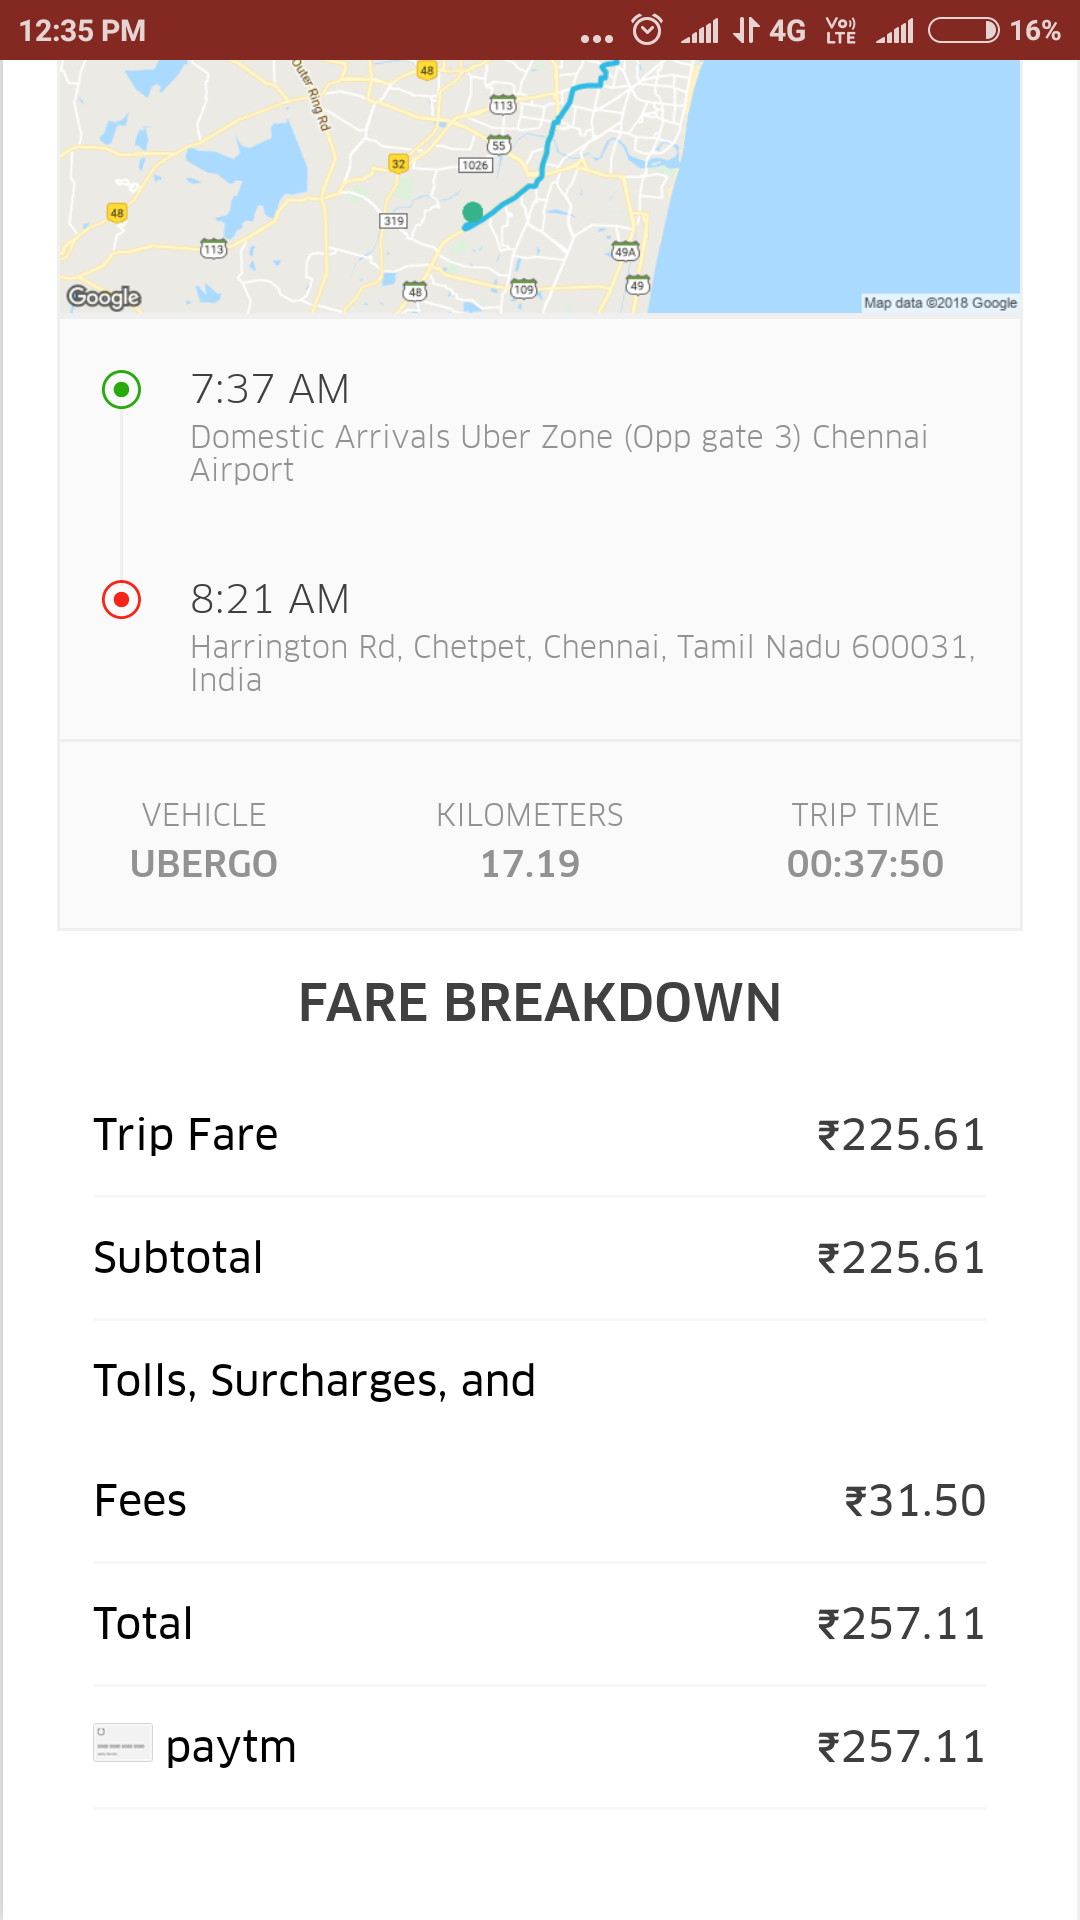 12:35 PM
... 4G VoLTE 16%
Outer Ring Rd
48
113
55
32
1026
48
319
113
49A
48
109
49
Google
Map data ©2018 Google
7:37 AM
Domestic Arrivals Uber Zone (Opp gate 3) Chennai
Airport
8:21 AM
Harrington Rd, Chetpet, Chennai, Tamil Nadu 600031,
India
VEHICLE KILOMETERS TRIP TIME
UBERGO 17.19 00:37:50
FARE BREAKDOWN
Trip Fare ₹225.61
Subtotal ₹225.61
Tolls, Surcharges, and
Fees ₹31.50
Total ₹257.11
paytm ₹257.11